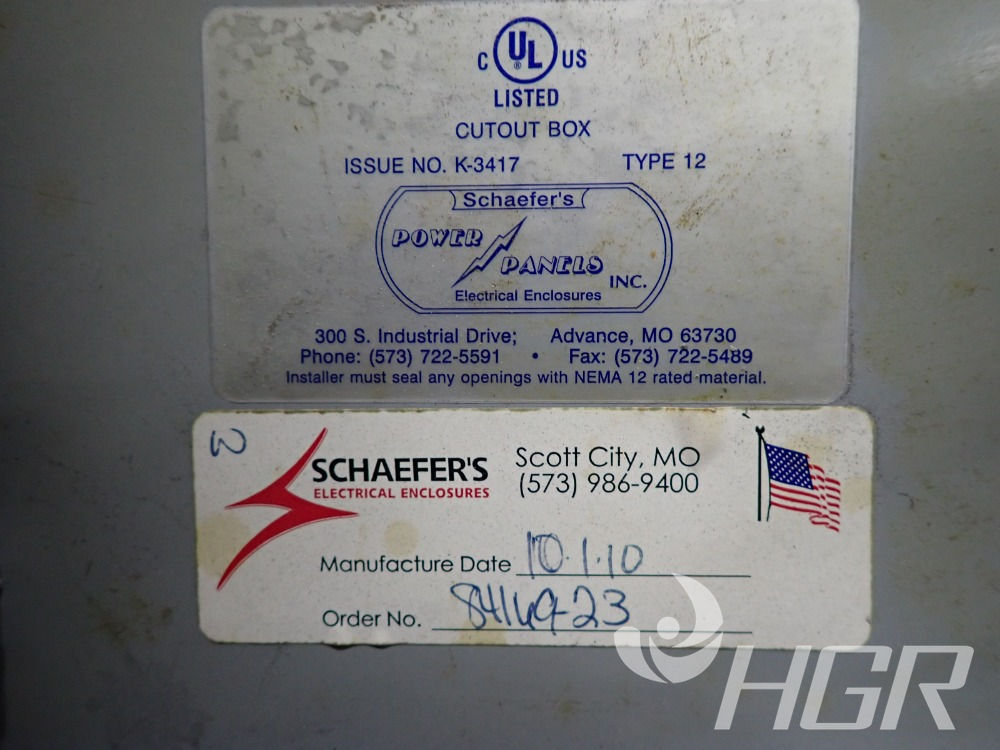 C UL US
®
LISTED
CUTOUT BOX
ISSUE NO. K-3417 TYPE 12
Schaefer's
POWER
PANELS INC.
Electrical Enclosures
300 S. Industrial Drive; Advance, MO 63730
Phone: (573) 722-5591 • Fax: (573) 722-5489
Installer must seal any openings with NEMA 12 rated material.
W
SCHAEFER'S
ELECTRICAL ENCLOSURES
Scott City, MO
(573) 986-9400
Manufacture Date 10.1.10
Order No.
HGR